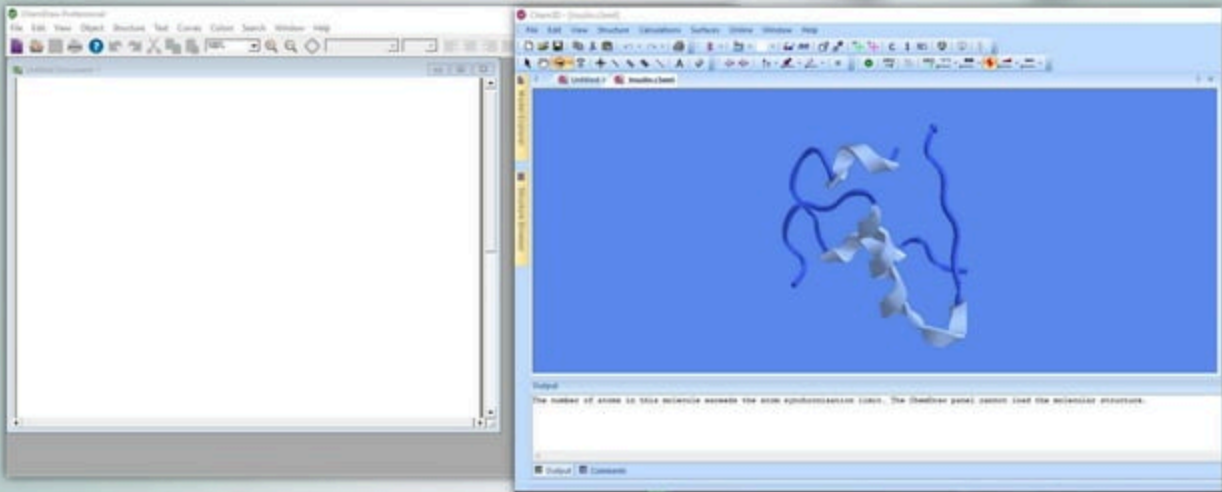 ChemDraw Professional
File Edit View Object Structure Text Curves Colors Search Window Help
Untitled Document-1
Chem3D - [insulin.c3xml]
File Edit View Structure Calculations Surfaces Online Window Help
Untitled-1 insulin.c3xml
Model Explorer
Structure Browser
Output
The number of atoms in this molecule exceeds the atom synchronization limit. The ChemDraw panel cannot load the molecular structure.
Output Comments